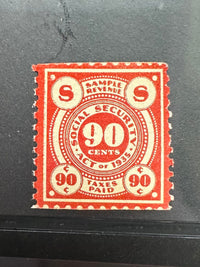 S SAMPLE S
REVENUE
SOCIAL SECURITY
90
CENTS
ACT OF 1935
¢ ¢
90 TAXES 90
¢ PAID ¢